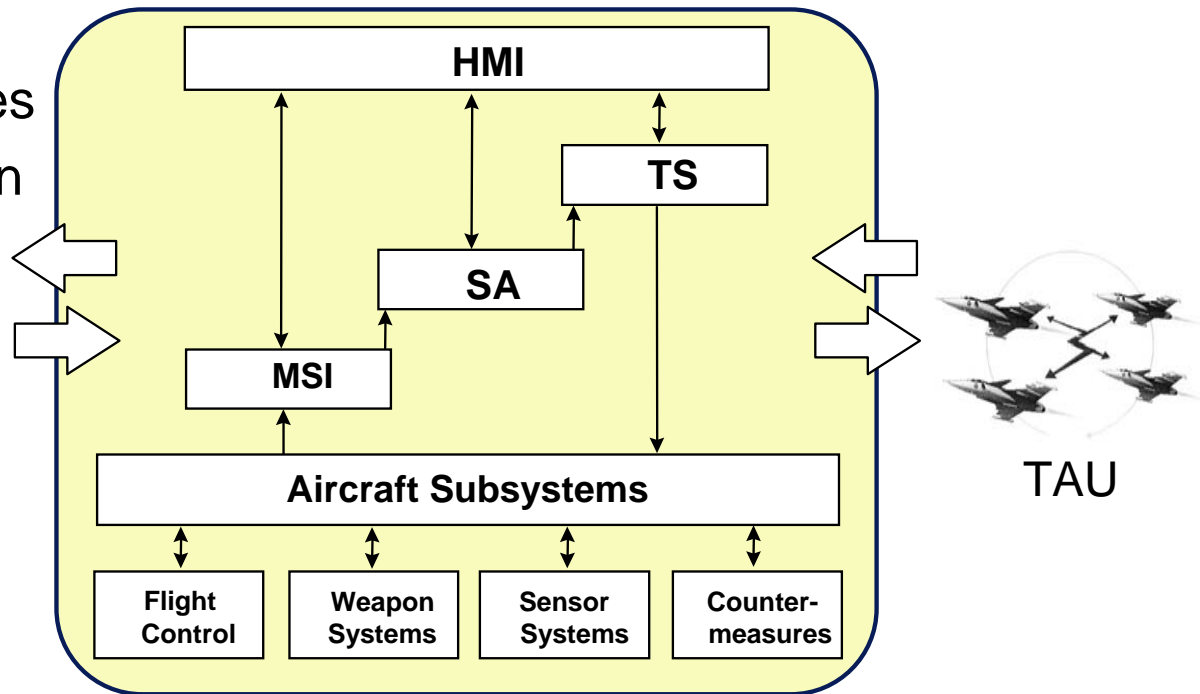 HMI
TS
SA
MSI
Aircraft Subsystems
Flight
Control
Weapon
Systems
Sensor
Systems
Counter-
measures
TAU